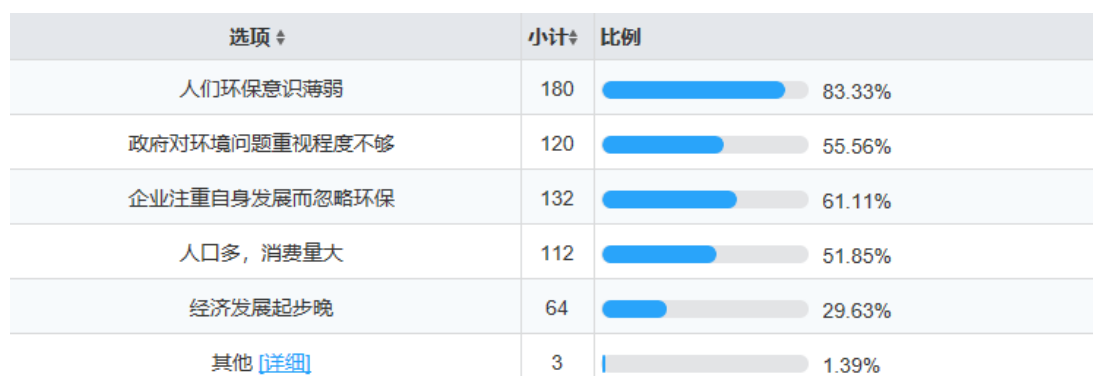 选项 小计 比例
人们环保意识薄弱 180 83.33%
政府对环境问题重视程度不够 120 55.56%
企业注重自身发展而忽略环保 132 61.11%
人口多，消费量大 112 51.85%
经济发展起步晚 64 29.63%
其他 [详细] 3 1.39%